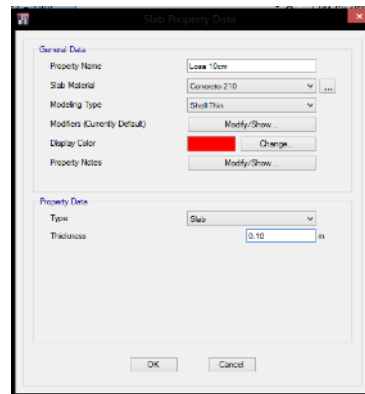 Slab Property Data
General Data
Property Name Losa 10cm
Slab Material Concreto 210 ...
Modeling Type Shell-Thin
Modifiers (Currently Default) Modify/Show...
Display Color Change...
Property Notes Modify/Show...
Property Data
Type Slab
Thickness 0.10 m
OK Cancel